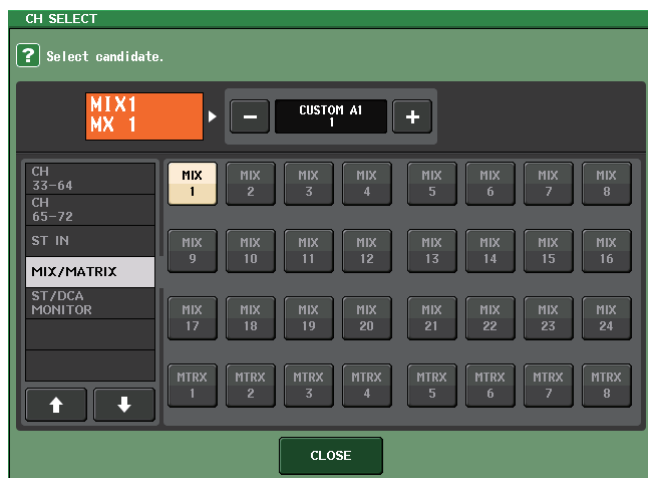 CH SELECT
? Select candidate.
MIX1
MX 1
− CUSTOM A1 +
1
CH
33-64
CH
65-72
ST IN
MIX/MATRIX
ST/DCA
MONITOR
MIX MIX MIX MIX MIX MIX MIX MIX
1 2 3 4 5 6 7 8
MIX MIX MIX MIX MIX MIX MIX MIX
9 10 11 12 13 14 15 16
MIX MIX MIX MIX MIX MIX MIX MIX
17 18 19 20 21 22 23 24
MTRX MTRX MTRX MTRX MTRX MTRX MTRX MTRX
1 2 3 4 5 6 7 8
CLOSE